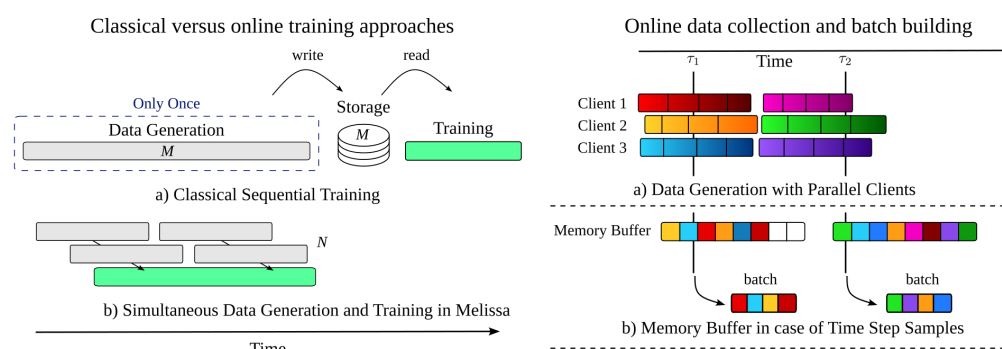 Classical versus online training approaches
write
read
Only Once
Storage
Data Generation
M
M
Training
a) Classical Sequential Training
N
b) Simultaneous Data Generation and Training in Melissa
Time
Online data collection and batch building
τ1
Time
τ2
Client 1
Client 2
Client 3
a) Data Generation with Parallel Clients
Memory Buffer
batch
batch
b) Memory Buffer in case of Time Step Samples